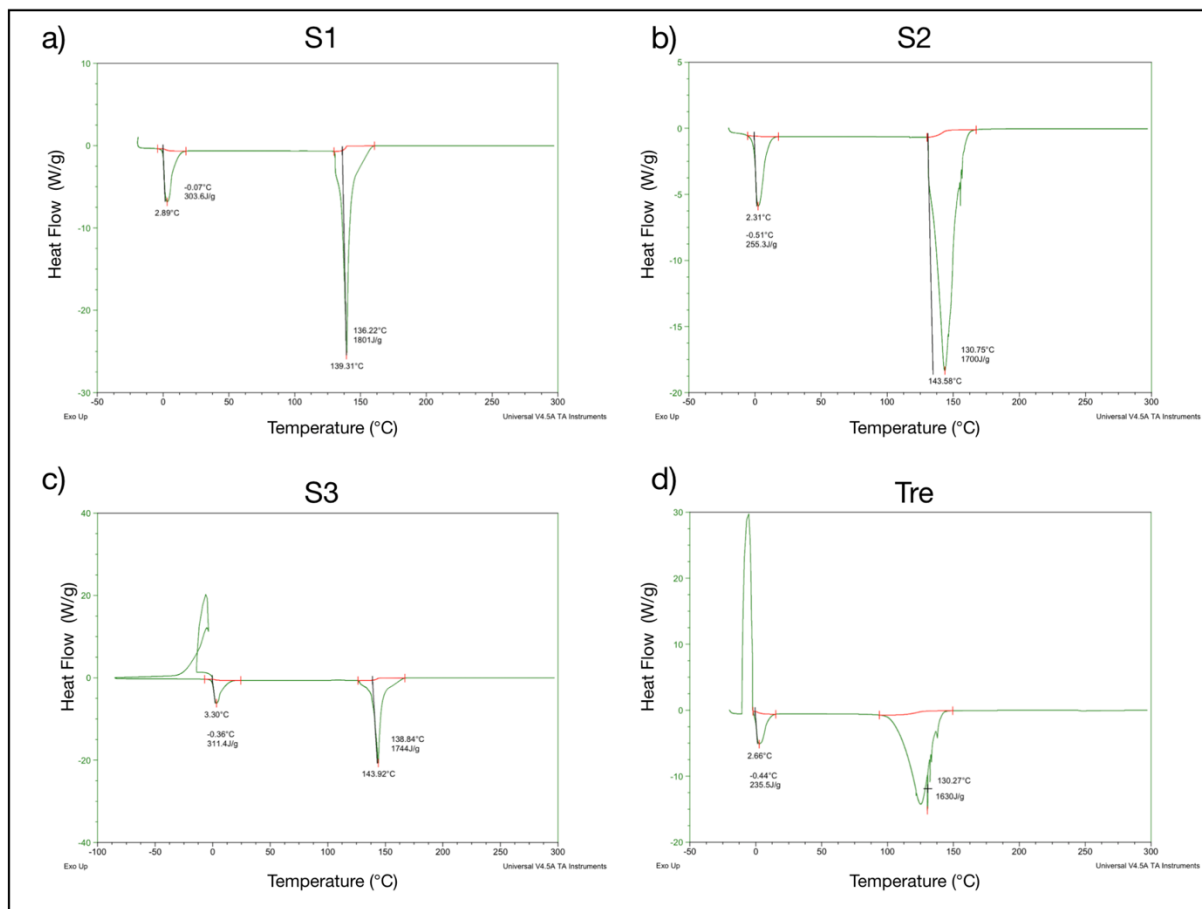 a)
S1
10
0
-10
-20
-30
Heat Flow (W/g)
-0.07°C
303.6J/g
2.89°C
136.22°C
1801J/g
139.31°C
-50
0
50
100
150
200
250
300
Exo Up
Temperature (°C)
Universal V4.5A TA Instruments
b)
S2
5
0
-5
-10
-15
-20
Heat Flow (W/g)
2.31°C
-0.51°C
255.3J/g
130.75°C
1700J/g
143.58°C
-50
0
50
100
150
200
250
300
Exo Up
Temperature (°C)
Universal V4.5A TA Instruments
c)
S3
40
20
0
-20
-40
Heat Flow (W/g)
3.30°C
-0.36°C
311.4J/g
138.84°C
1744J/g
143.92°C
-100
-50
0
50
100
150
200
250
300
Exo Up
Temperature (°C)
Universal V4.5A TA Instruments
d)
Tre
30
20
10
0
-10
-20
Heat Flow (W/g)
2.66°C
-0.44°C
235.5J/g
130.27°C
1630J/g
-50
0
50
100
150
200
250
300
Exo Up
Temperature (°C)
Universal V4.5A TA Instruments